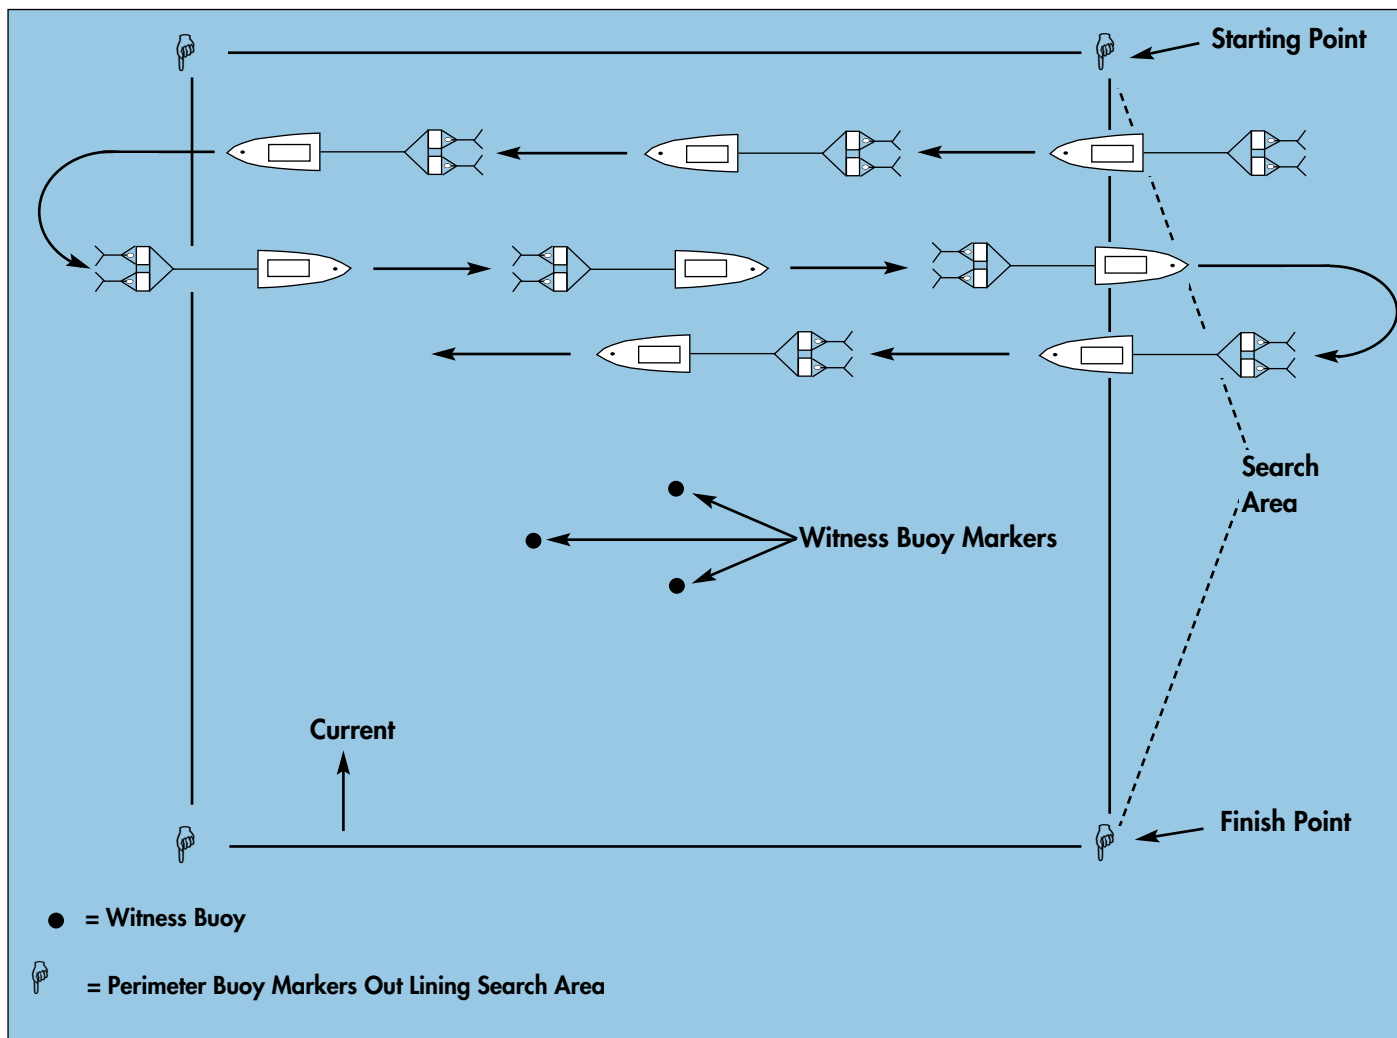 Starting Point
Search
Area
Witness Buoy Markers
Current
Finish Point
= Witness Buoy
= Perimeter Buoy Markers Out Lining Search Area